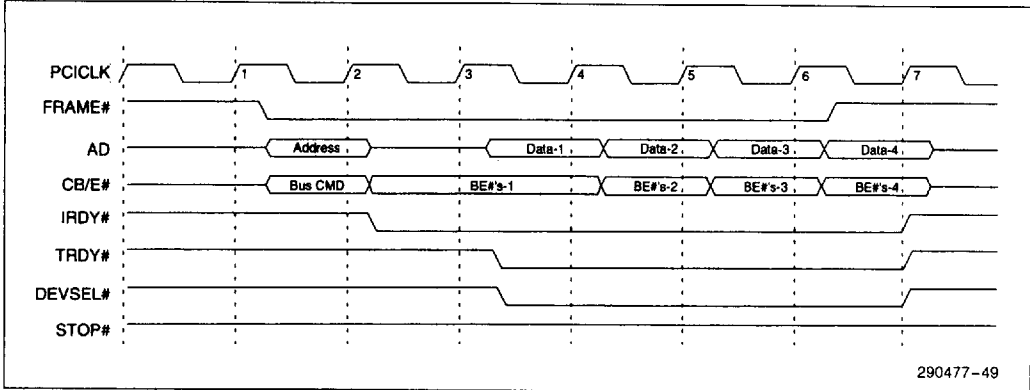 PCICLK 1 2 3 4 5 6 7
FRAME#
AD Address Data-1 Data-2 Data-3 Data-4
CB/E# Bus CMD BE#'s-1 BE#'s-2 BE#'s-3 BE#'s-4
IRDY#
TRDY#
DEVSEL#
STOP#
290477-49